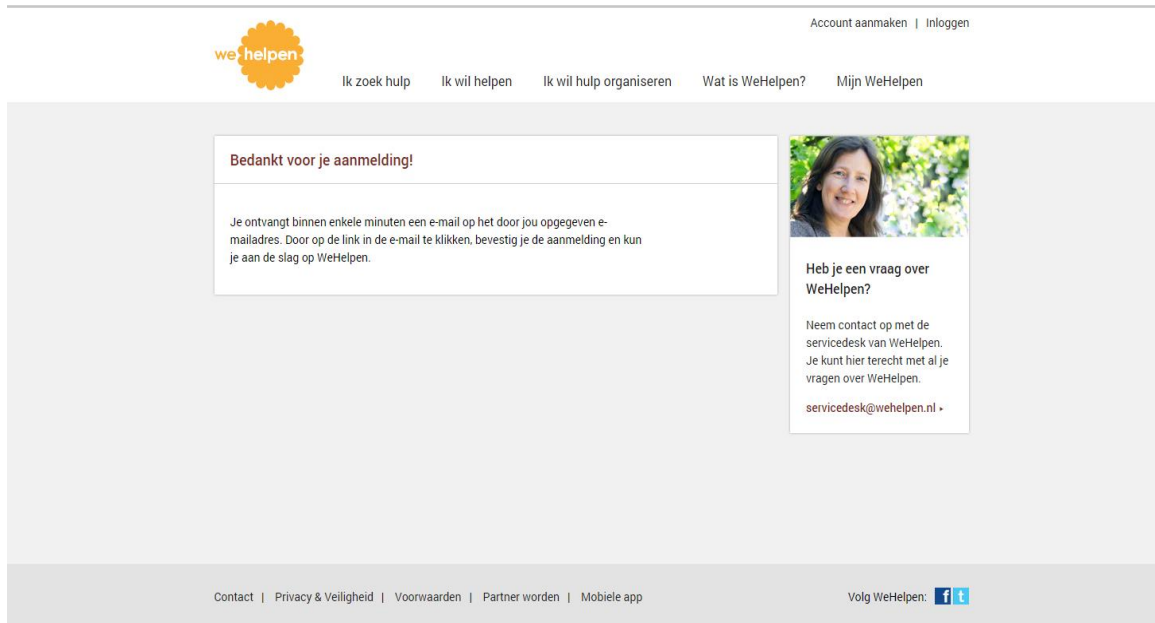 Account aanmaken | Inloggen
we helpen
Ik zoek hulp Ik wil helpen Ik wil hulp organiseren Wat is WeHelpen? Mijn WeHelpen
Bedankt voor je aanmelding!
Je ontvangt binnen enkele minuten een e-mail op het door jou opgegeven e-
mailadres. Door op de link in de e-mail te klikken, bevestig je de aanmelding en kun
je aan de slag op WeHelpen.
Heb je een vraag over
WeHelpen?
Neem contact op met de
servicedesk van WeHelpen.
Je kunt hier terecht met al je
vragen over WeHelpen.
servicedesk@wehelpen.nl
Contact | Privacy & Veiligheid | Voorwaarden | Partner worden | Mobiele app
Volg WeHelpen: f t